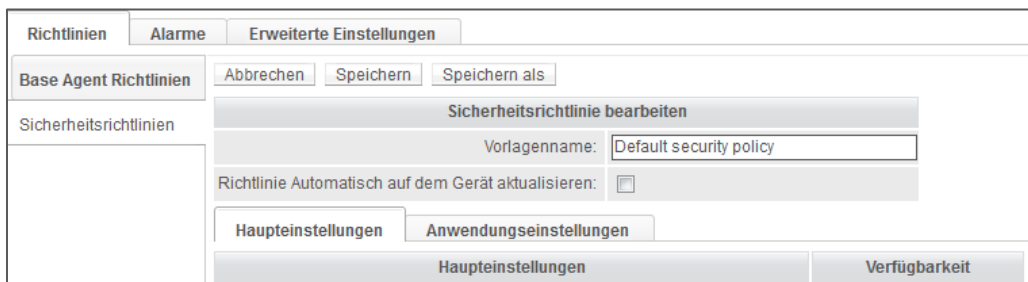 Richtlinien Alarme Erweiterte Einstellungen
Base Agent Richtlinien Abbrechen Speichern Speichern als
Sicherheitsrichtlinie bearbeiten
Sicherheitsrichtlinien
Vorlagenname: Default security policy
Richtlinie Automatisch auf dem Gerät aktualisieren:
Haupteinstellungen Anwendungseinstellungen
Haupteinstellungen Verfügbarkeit